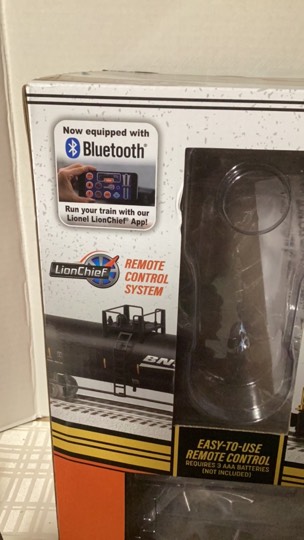 Now equipped with
Bluetooth®
Run your train with our
Lionel LionChief® App!
LionChief
REMOTE
CONTROL
SYSTEM
BN
EASY-TO-USE
REMOTE CONTROL
REQUIRES 3 AAA BATTERIES
(NOT INCLUDED)